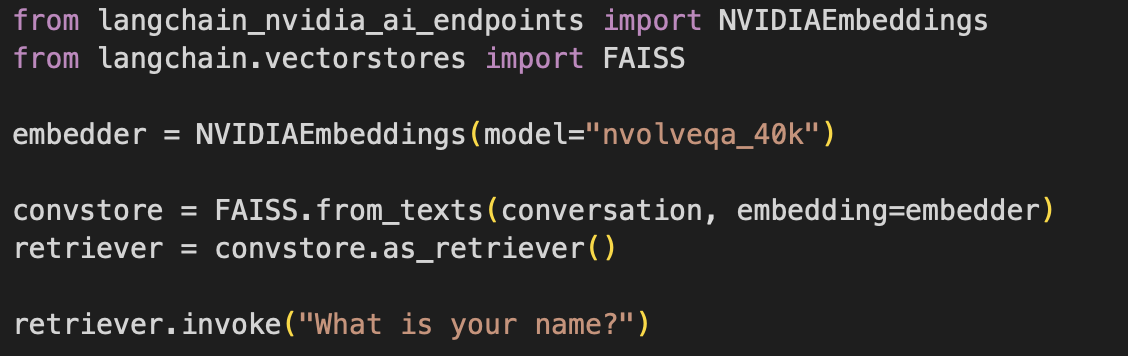 from langchain_nvidia_ai_endpoints import NVIDIAEmbeddings
from langchain.vectorstores import FAISS
embedder = NVIDIAEmbeddings(model="nvolveqa_40k")
convstore = FAISS.from_texts(conversation, embedding=embedder)
retriever = convstore.as_retriever()
retriever.invoke("What is your name?")